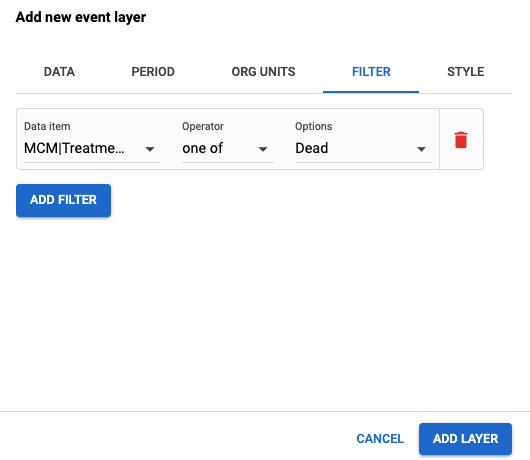 Add new event layer
DATA PERIOD ORG UNITS FILTER STYLE
Data item Operator Options
MCM|Treatme... one of Dead
ADD FILTER
CANCEL ADD LAYER